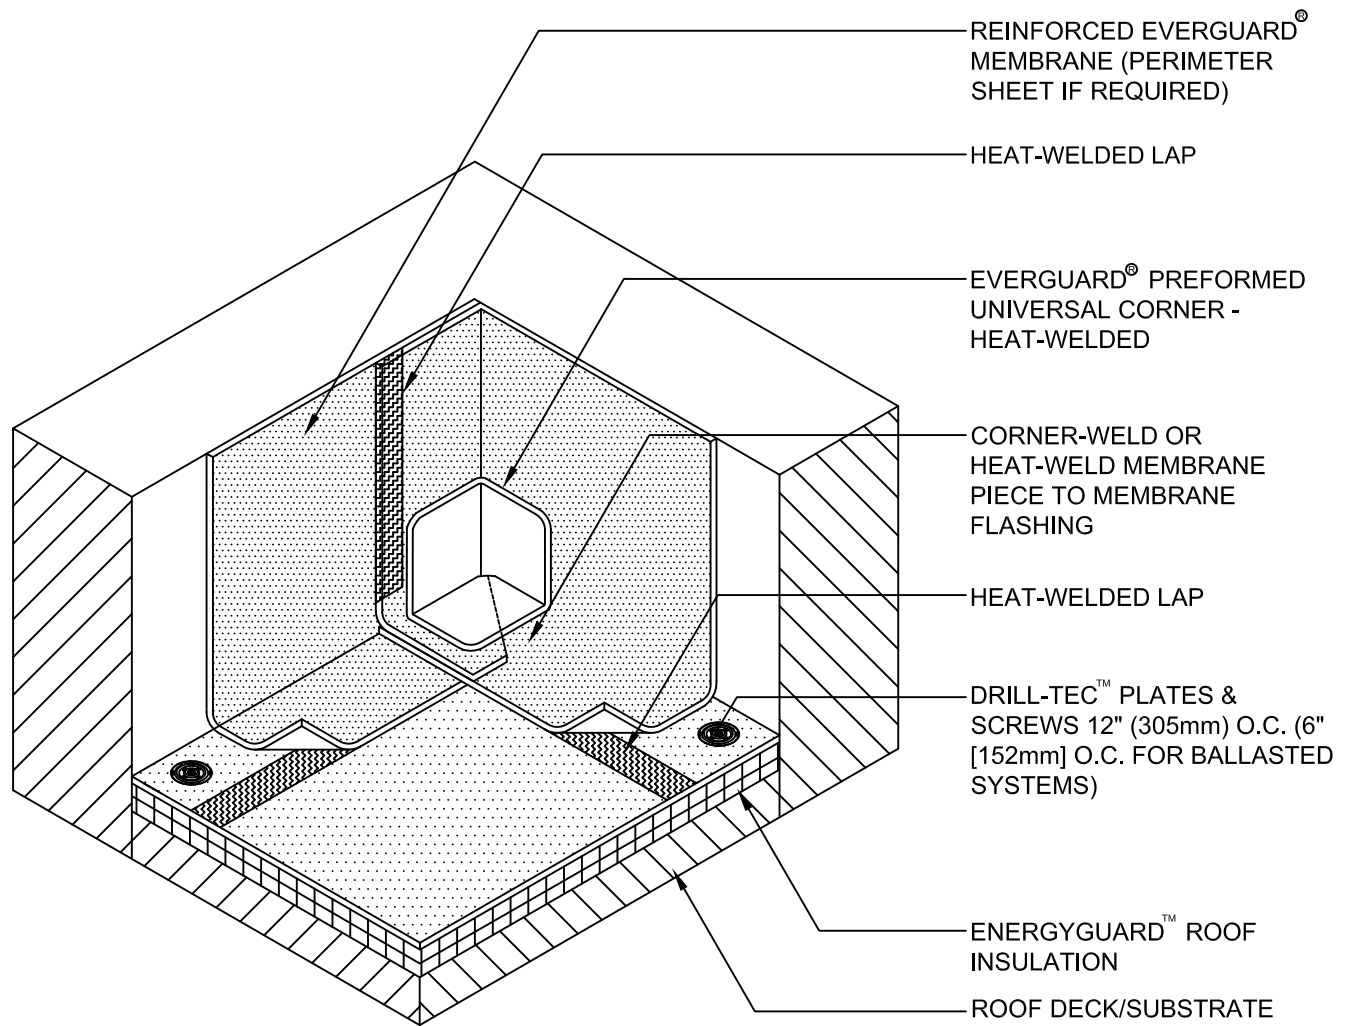 REINFORCED EVERGUARD®
MEMBRANE (PERIMETER
SHEET IF REQUIRED)
HEAT-WELDED LAP
EVERGUARD® PREFORMED
UNIVERSAL CORNER -
HEAT-WELDED
CORNER-WELD OR
HEAT-WELD MEMBRANE
PIECE TO MEMBRANE
FLASHING
HEAT-WELDED LAP
DRILL-TEC™ PLATES &
SCREWS 12" (305mm) O.C. (6"
[152mm] O.C. FOR BALLASTED
SYSTEMS)
ENERGYGUARD™ ROOF
INSULATION
ROOF DECK/SUBSTRATE